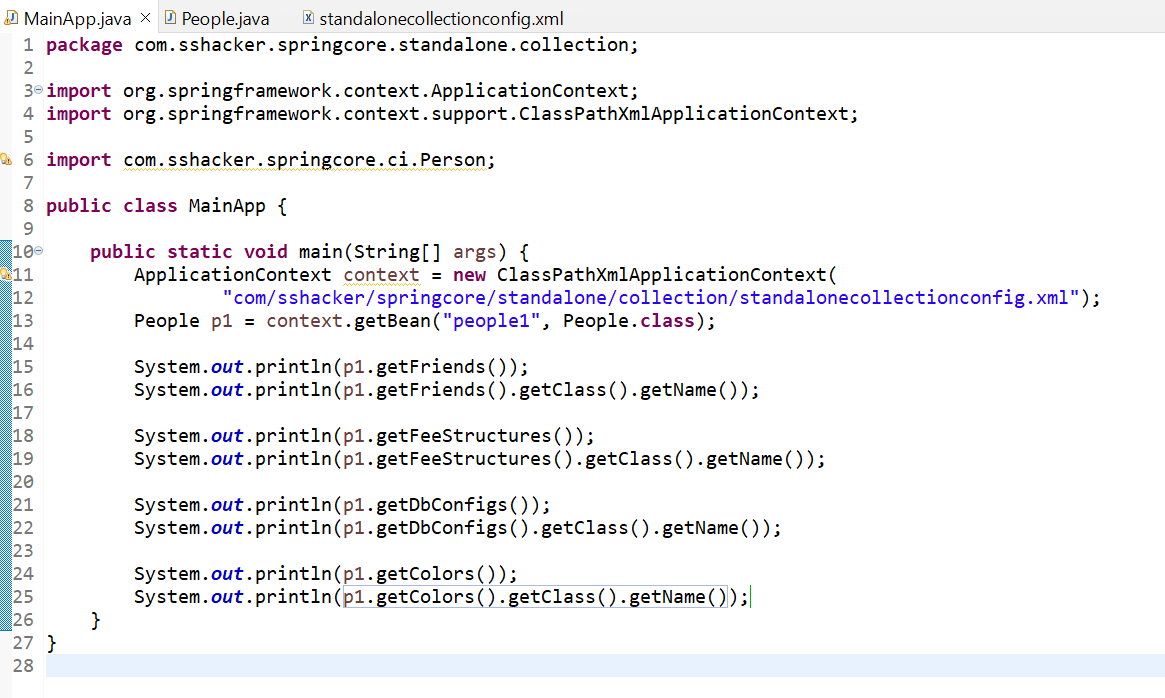 MainApp.java People.java standalonecollectionconfig.xml
1 package com.sshacker.springcore.standalone.collection;
2
3 import org.springframework.context.ApplicationContext;
4 import org.springframework.context.support.ClassPathXmlApplicationContext;
5
6 import com.sshacker.springcore.ci.Person;
7
8 public class MainApp {
9
10     public static void main(String[] args) {
11         ApplicationContext context = new ClassPathXmlApplicationContext(
12                 "com/sshacker/springcore/standalone/collection/standalonecollectionconfig.xml");
13         People p1 = context.getBean("people1", People.class);
14
15         System.out.println(p1.getFriends());
16         System.out.println(p1.getFriends().getClass().getName());
17
18         System.out.println(p1.getFeeStructures());
19         System.out.println(p1.getFeeStructures().getClass().getName());
20
21         System.out.println(p1.getDbConfigs());
22         System.out.println(p1.getDbConfigs().getClass().getName());
23
24         System.out.println(p1.getColors());
25         System.out.println(p1.getColors().getClass().getName());
26     }
27 }
28